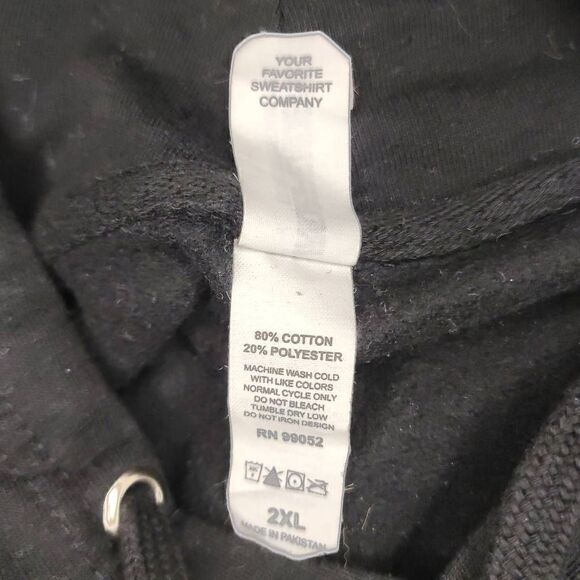 YOUR
FAVORITE
SWEATSHIRT
COMPANY
80% COTTON
20% POLYESTER
MACHINE WASH COLD
WITH LIKE COLORS
NORMAL CYCLE ONLY
DO NOT BLEACH
TUMBLE DRY LOW
DO NOT IRON DESIGN
RN 99052
2XL
MADE IN PAKISTAN